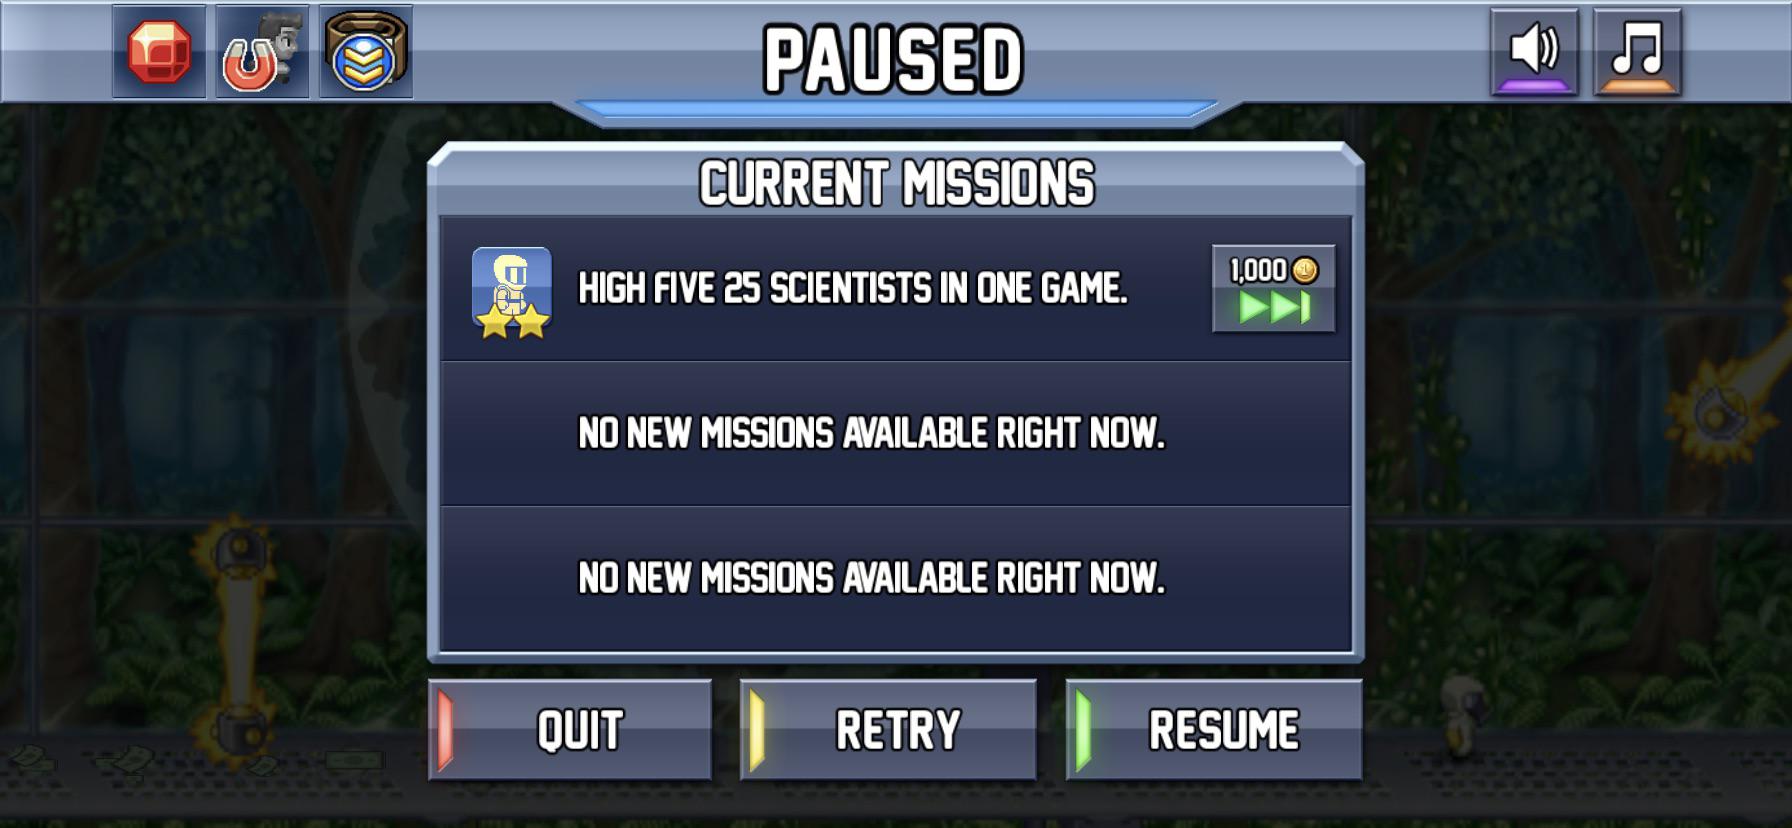 PAUSED
CURRENT MISSIONS
HIGH FIVE 25 SCIENTISTS IN ONE GAME.
1,000
NO NEW MISSIONS AVAILABLE RIGHT NOW.
NO NEW MISSIONS AVAILABLE RIGHT NOW.
QUIT
RETRY
RESUME